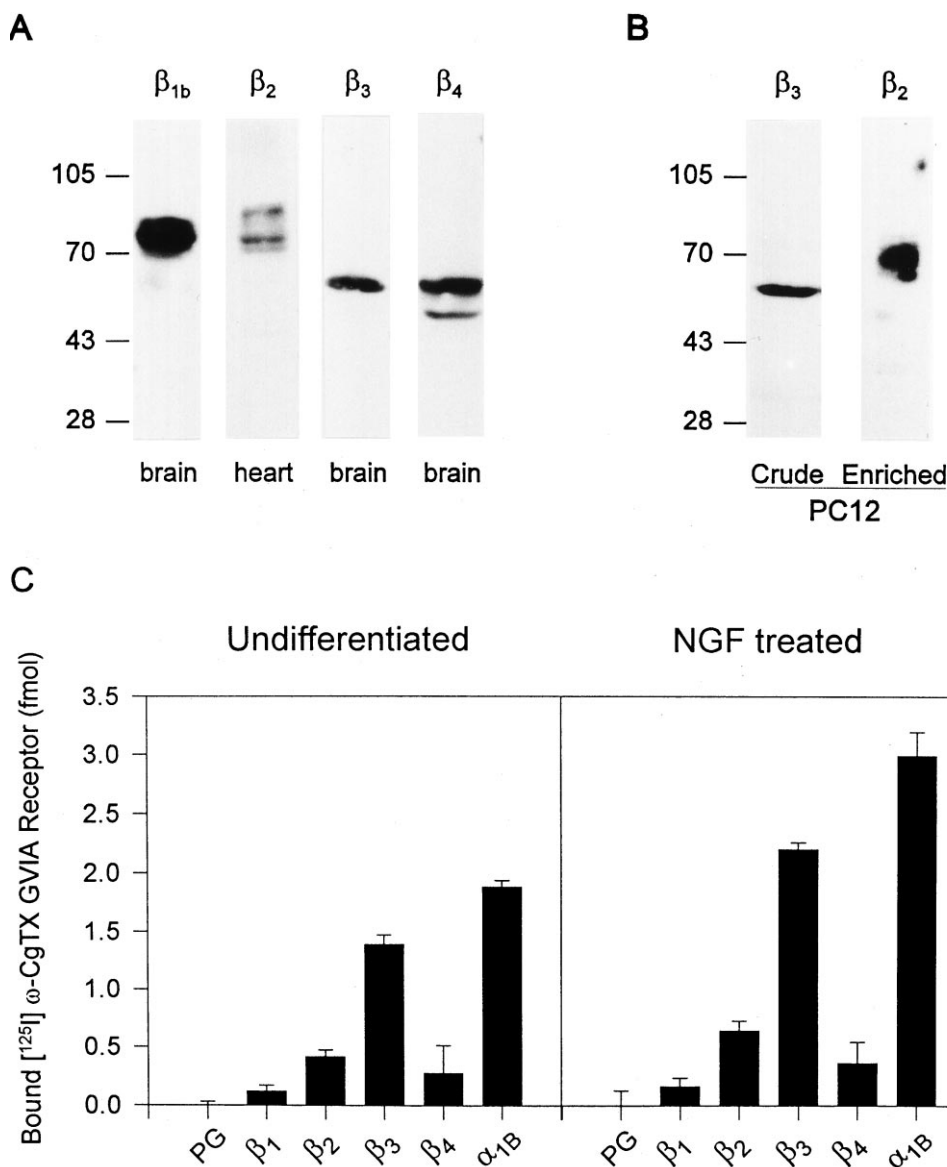 A
β1b β2 β3 β4
105
70
43
28
brain heart brain brain
B
β3 β2
105
70
43
28
Crude Enriched
PC12
C
Undifferentiated
NGF treated
Bound [125I] ω-CgTX GVIA Receptor (fmol)
3.5
3.0
2.5
2.0
1.5
1.0
0.5
0.0
PG β1 β2 β3 β4 α1B
PG β1 β2 β3 β4 α1B